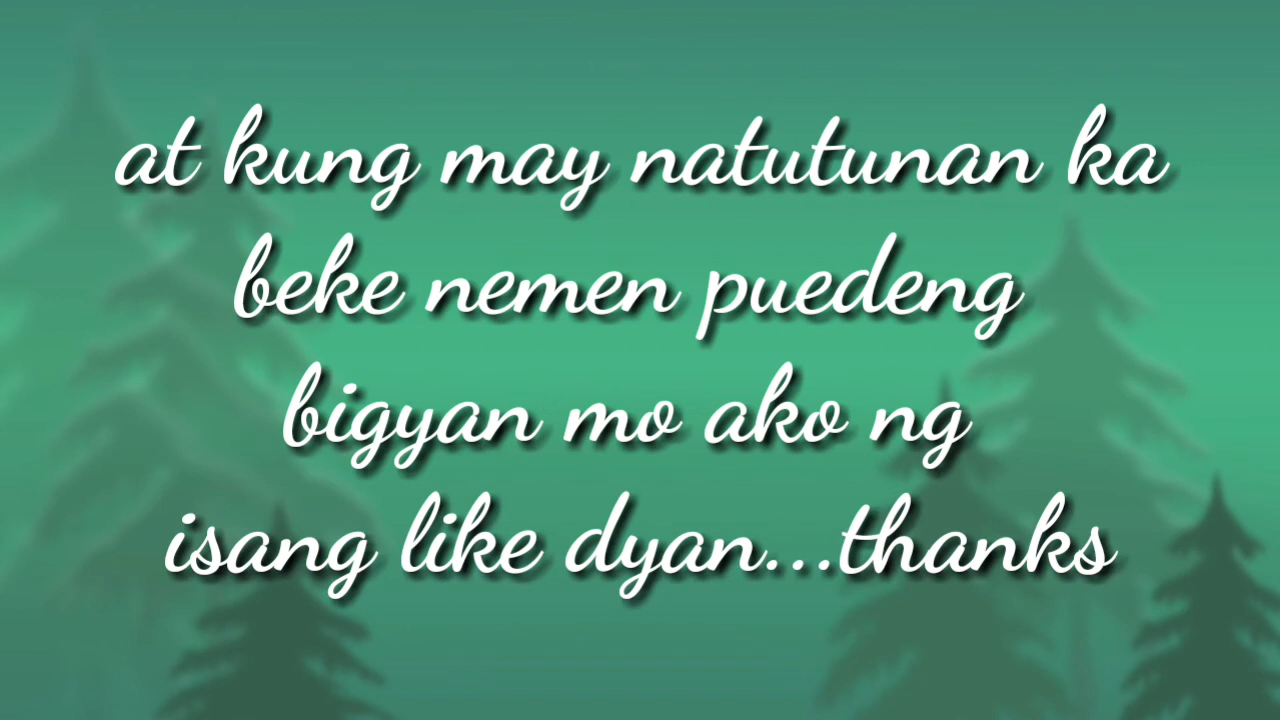 at kung may natutunan ka
beke nemen puedeng
bigyan mo ako ng
isang like dyan...thanks